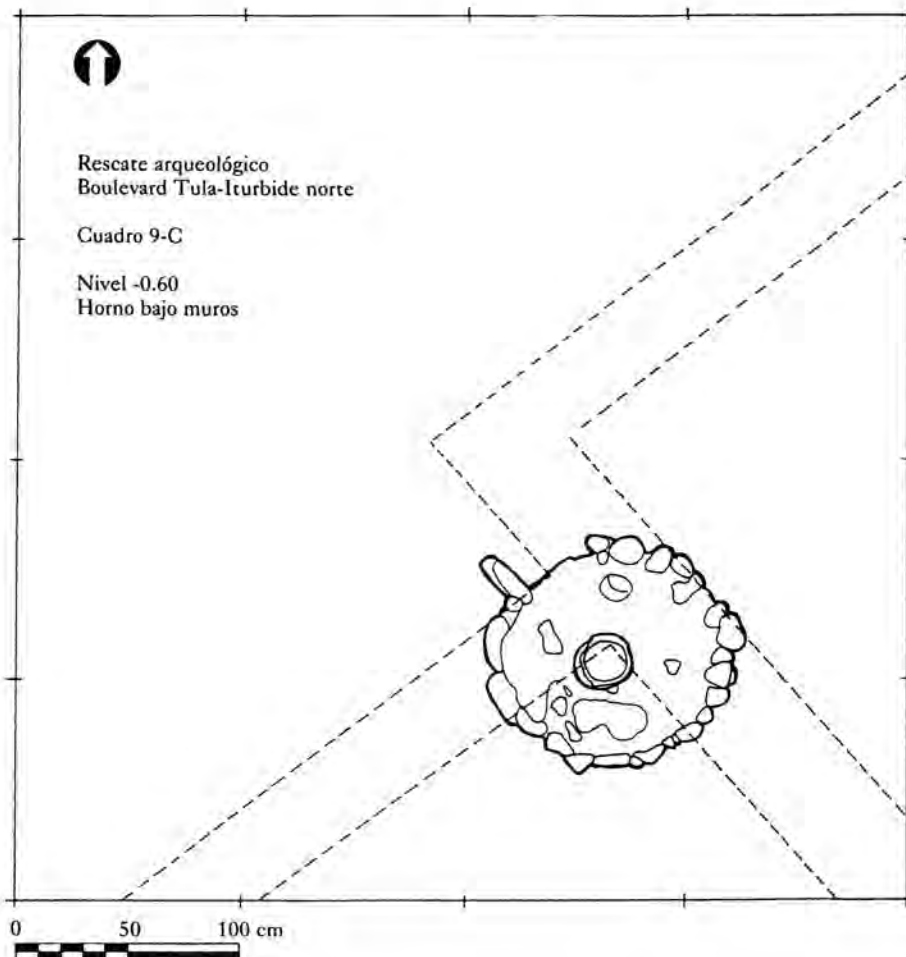 Rescate arqueológico
Boulevard Tula-Iturbide norte
Cuadro 9-C
Nivel -0.60
Horno bajo muros
0 50 100 cm